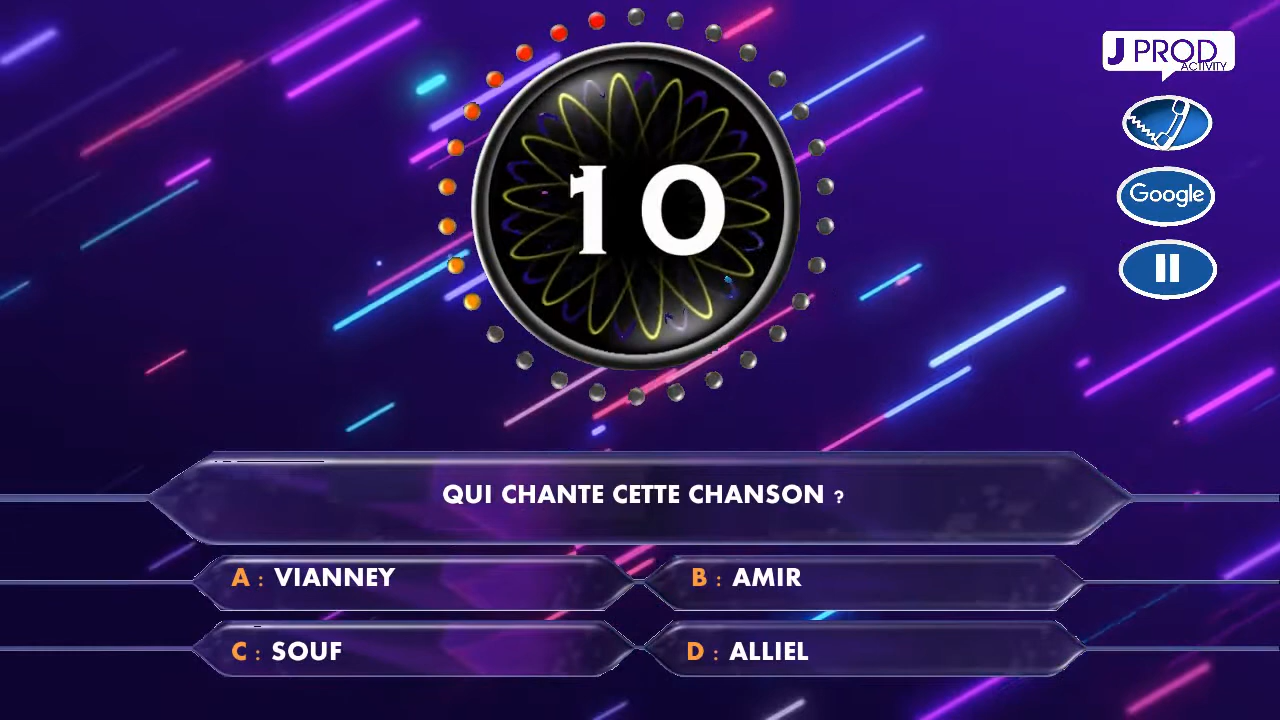 J PROD
ACTIVITY
Google
10
QUI CHANTE CETTE CHANSON ?
A : VIANNEY
B : AMIR
C : SOUF
D : ALLIEL